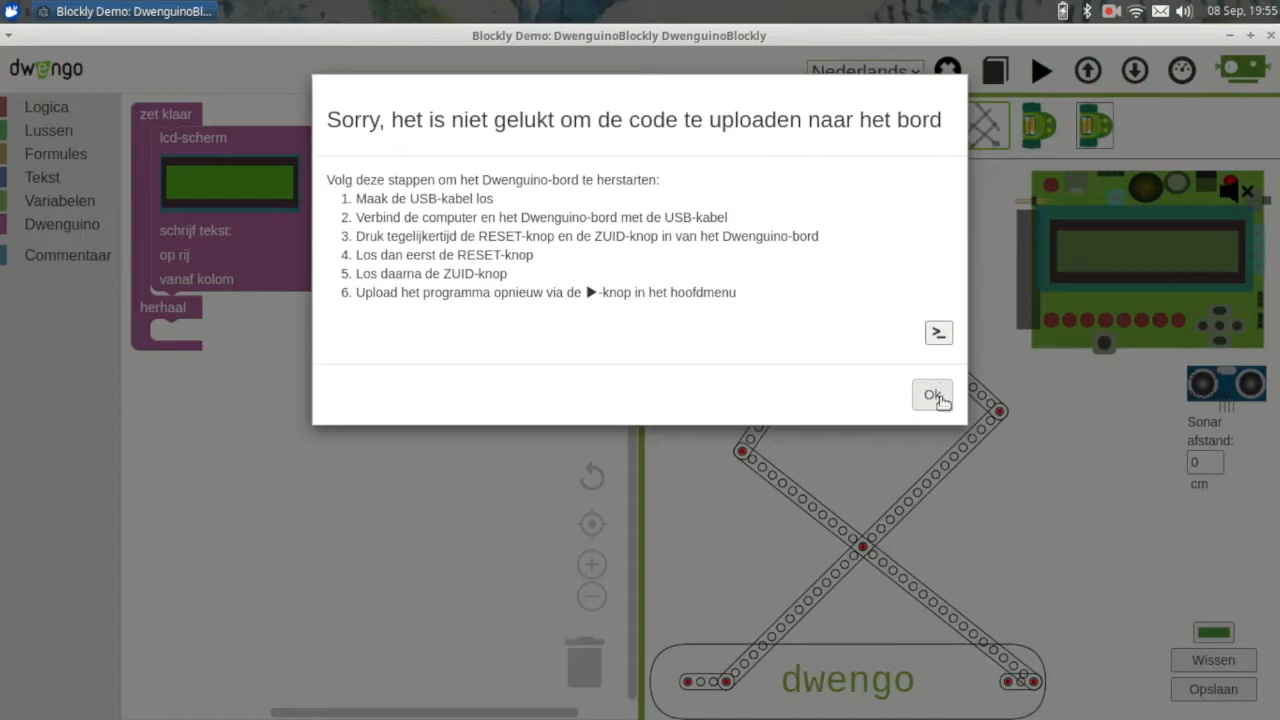 Blockly Demo: DwenguinoBl...
08 Sep, 19:55
Blockly Demo: DwenguinoBlockly DwenguinoBlockly
dwengo
Nederlands
Logica
Lussen
Formules
Tekst
Variabelen
Dwenguino
Commentaar
zet klaar
lcd-scherm
schrijf tekst:
op rij
vanaf kolom
herhaal
Sorry, het is niet gelukt om de code te uploaden naar het bord
Volg deze stappen om het Dwenguino-bord te herstarten:
1. Maak de USB-kabel los
2. Verbind de computer en het Dwenguino-bord met de USB-kabel
3. Druk tegelijkertijd de RESET-knop en de ZUID-knop in van het Dwenguino-bord
4. Los dan eerst de RESET-knop
5. Los daarna de ZUID-knop
6. Upload het programma opnieuw via de ▶-knop in het hoofdmenu
>_
Ok
Sonar
afstand:
0
cm
dwengo
Wissen
Opslaan